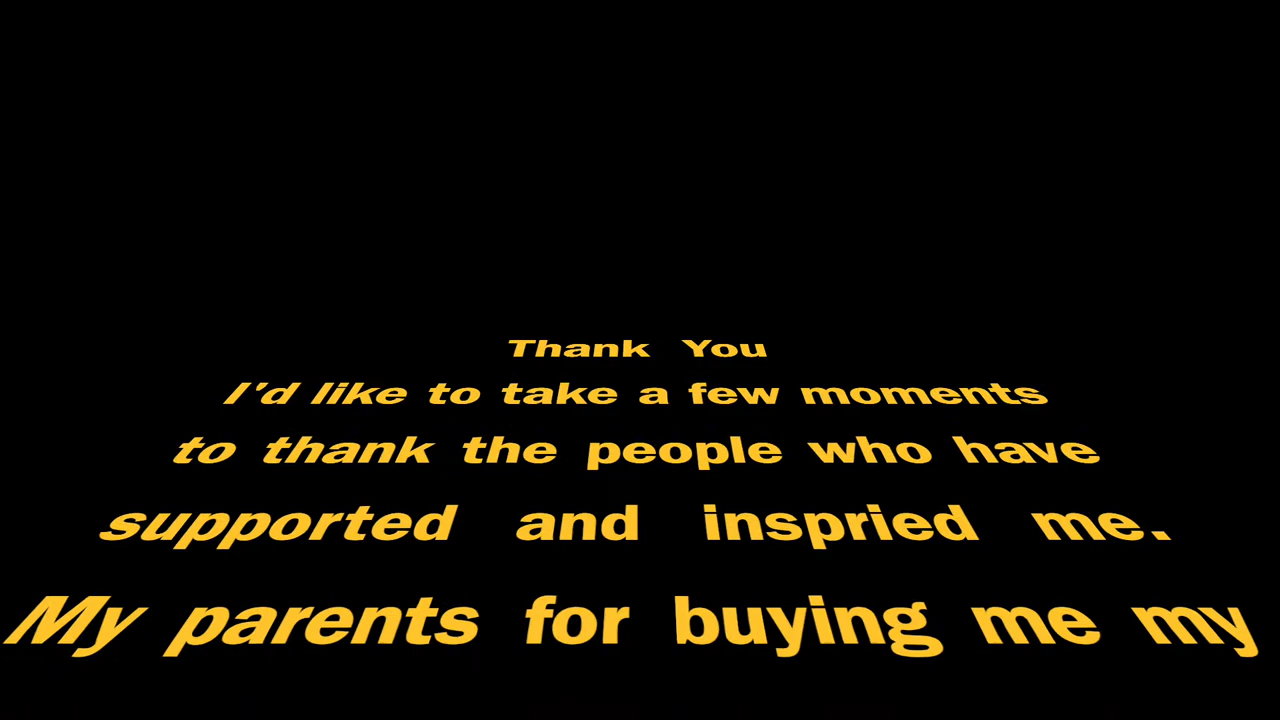 Thank You
I'd like to take a few moments
to thank the people who have
supported and inspried me.
My parents for buying me my